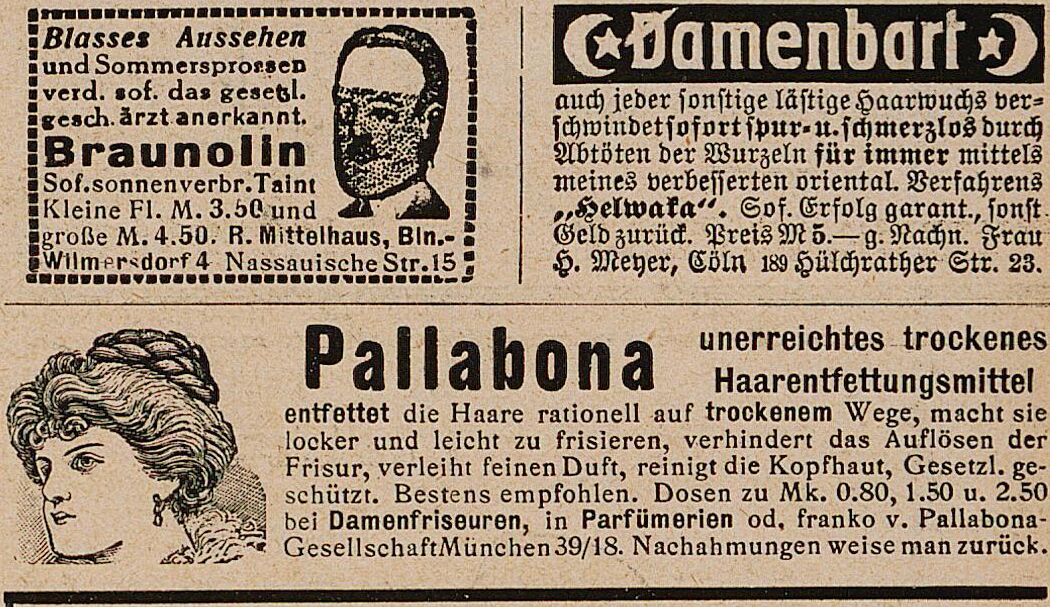 Blasses Aussehen
und Sommersprossen
verd. sof. das gesetzl.
gesch. ärzt anerkannt.
Braunolin
Sof. sonnenverbr. Taint
Kleine Fl. M. 3.50 und
große M. 4.50. R. Mittelhaus, Bln.-
Wilmersdorf 4 Nassauische Str. 15
Damenbart
auch jeder sonstige lästige Haarwuchs ver-
schwindet sofort spur- u. schmerzlos durch
Abtöten der Wurzeln für immer mittels
meines verbesserten oriental. Verfahrens
„Helwaka“. Sof. Erfolg garant., sonst
Geld zurück. Preis M 5.— g. Nachn. Frau
H. Meyer, Cöln 189 Hülchrather Str. 23.
Pallabona
unerreichtes trockenes
Haarentfettungsmittel
entfettet die Haare rationell auf trockenem Wege, macht sie
locker und leicht zu frisieren, verhindert das Auflösen der
Frisur, verleiht feinen Duft, reinigt die Kopfhaut, Gesetzl. ge-
schützt. Bestens empfohlen. Dosen zu Mk. 0.80, 1.50 u. 2.50
bei Damenfriseuren, in Parfümerien od. franko v. Pallabona-
Gesellschaft München 39/18. Nachahmungen weise man zurück.